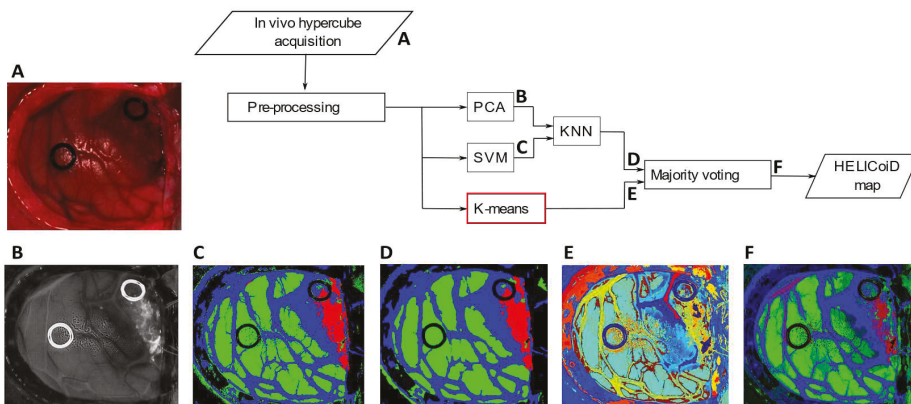 In vivo hypercube
acquisition
A
A
Pre-processing
PCA
B
KNN
SVM
C
D
Majority voting
F
HELICoiD
map
E
K-means
B
C
D
E
F